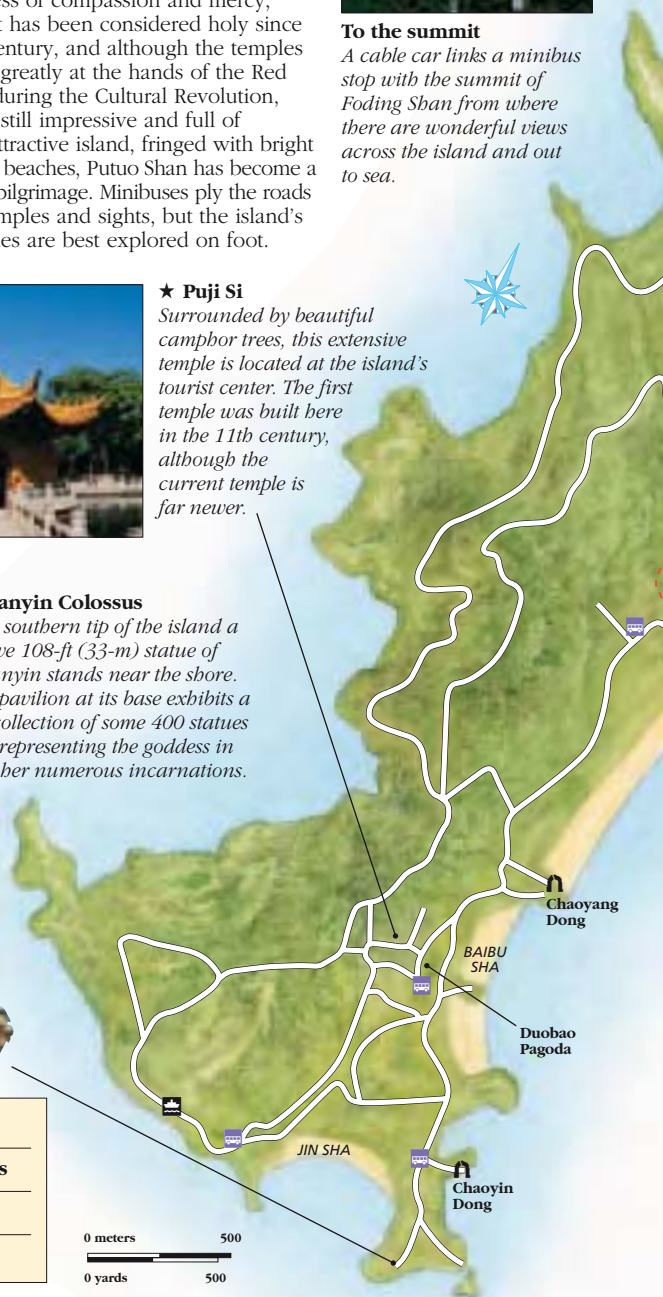 ess of compassion and mercy,
t has been considered holy since
entury, and although the temples
greatly at the hands of the Red
during the Cultural Revolution,
still impressive and full of
ttractive island, fringed with bright
beaches, Putuo Shan has become a
pilgrimage. Minibuses ply the roads
mples and sights, but the island's
es are best explored on foot.
To the summit
A cable car links a minibus
stop with the summit of
Foding Shan from where
there are wonderful views
across the island and out
to sea.
★ Puji Si
Surrounded by beautiful
camphor trees, this extensive
temple is located at the island's
tourist center. The first
temple was built here
in the 11th century,
although the
current temple is
far newer.
anyin Colossus
southern tip of the island a
ve 108-ft (33-m) statue of
nyin stands near the shore.
pavilion at its base exhibits a
collection of some 400 statues
representing the goddess in
her numerous incarnations.
Chaoyang
Dong
BAIBU
SHA
Duobao
Pagoda
JIN SHA
Chaoyin
Dong
s
0 meters 500
0 yards 500